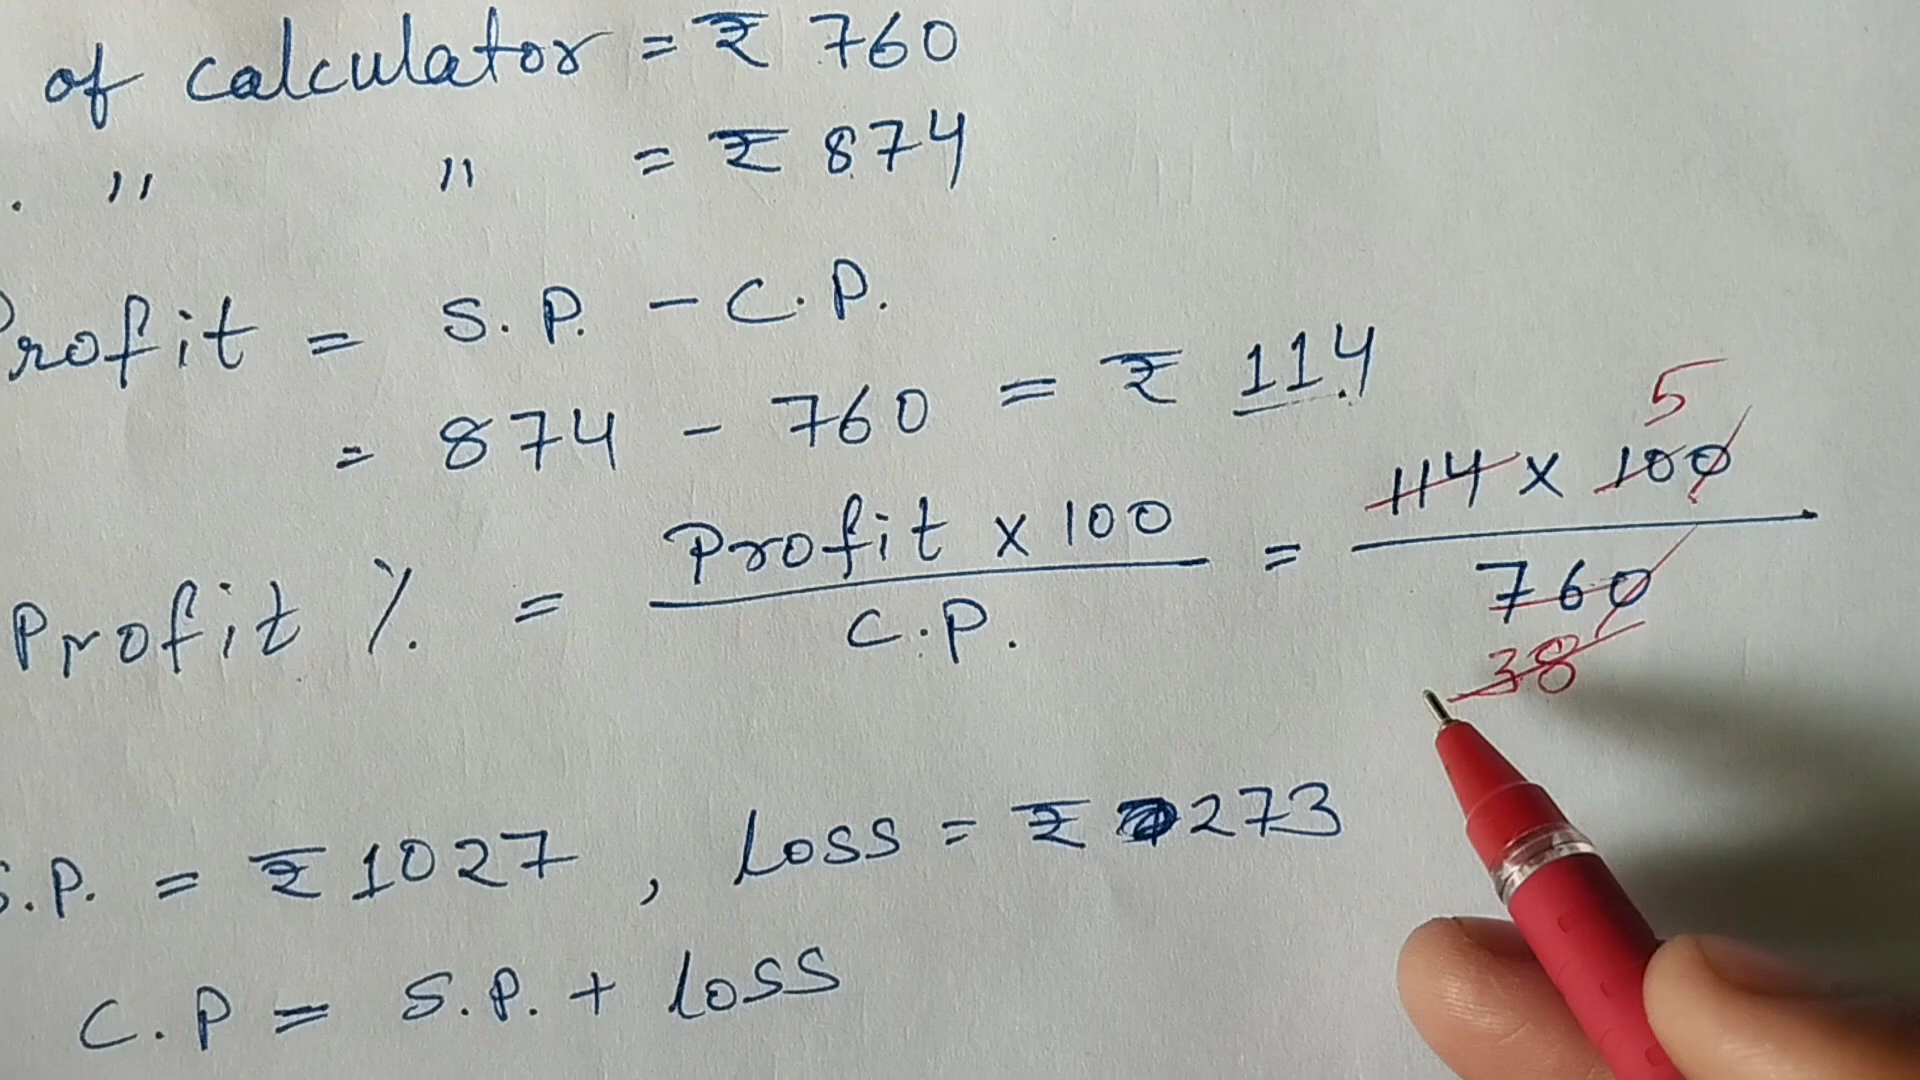 of calculator = ₹ 760
. " " = ₹ 874
Profit = S.P. - C.P.
= 874 - 760 = ₹ 114
5
Profit % = Profit x 100 / C.P. = 114 x 100 / 760
38
S.P. = ₹ 1027 , Loss = ₹ 273
C.P = S.P. + Loss